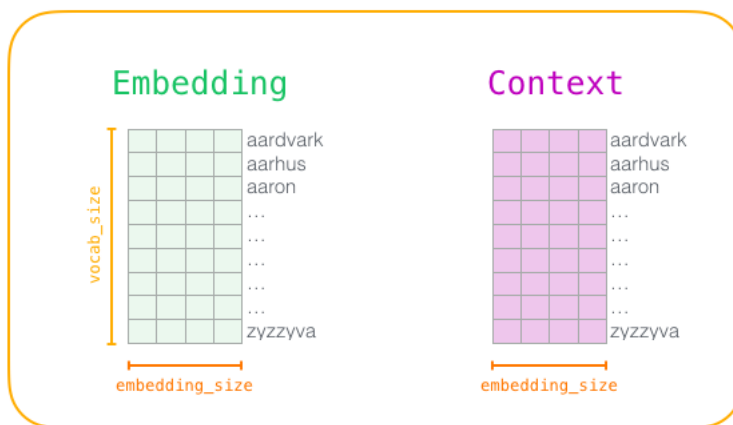 Embedding
aardvark
aarhus
aaron
...
...
...
...
...
zyzzyva
vocab_size
embedding_size
Context
aardvark
aarhus
aaron
...
...
...
...
...
zyzzyva
embedding_size